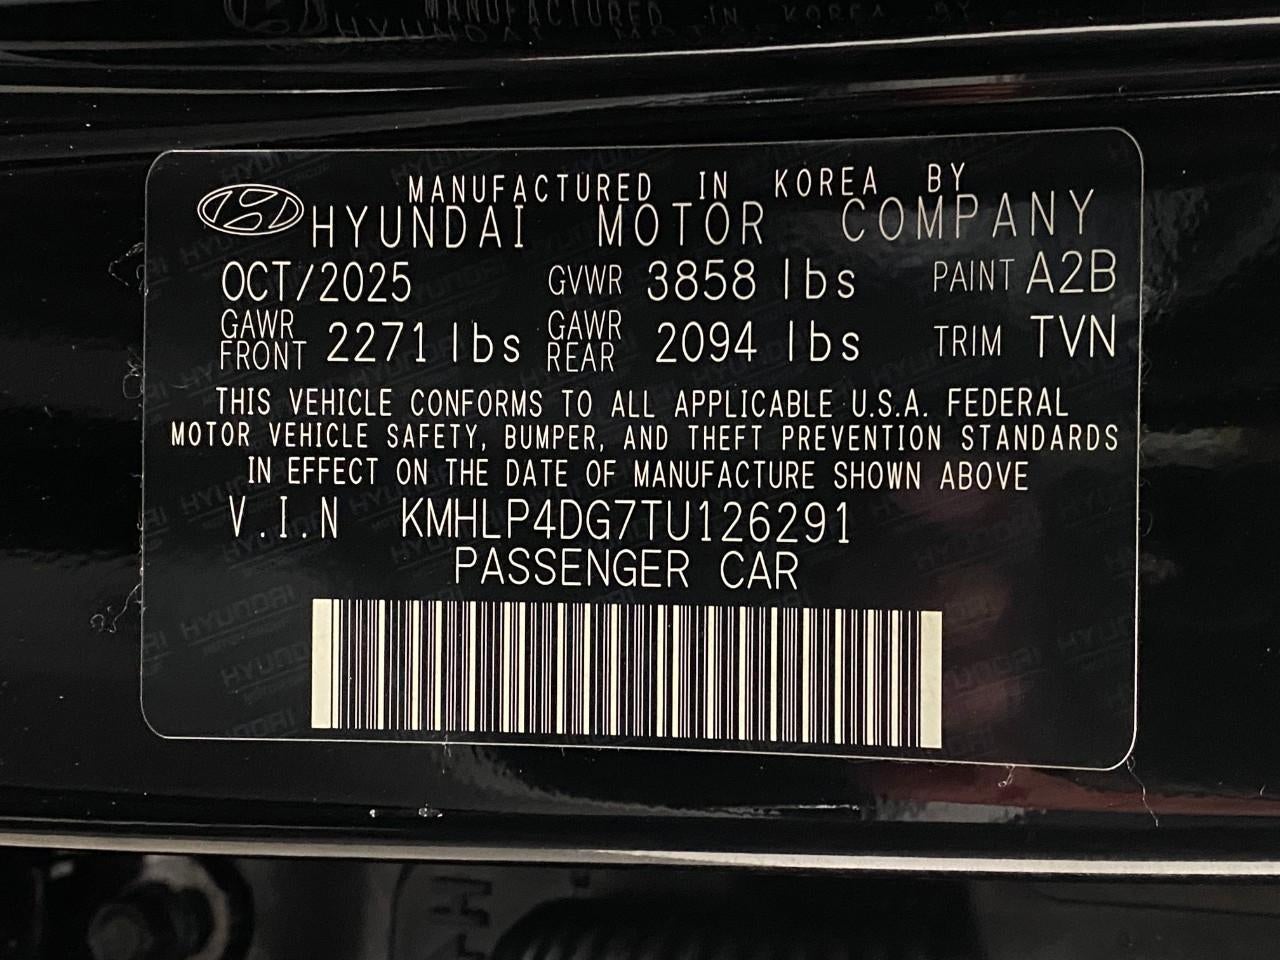 MANUFACTURED IN KOREA BY
HYUNDAI MOTOR COMPANY
OCT/2025 GVWR 3858 lbs PAINT A2B
GAWR FRONT 2271 lbs GAWR REAR 2094 lbs TRIM TVN
THIS VEHICLE CONFORMS TO ALL APPLICABLE U.S.A. FEDERAL
MOTOR VEHICLE SAFETY, BUMPER, AND THEFT PREVENTION STANDARDS
IN EFFECT ON THE DATE OF MANUFACTURE SHOWN ABOVE
V.I.N KMHLP4DG7TU126291
PASSENGER CAR